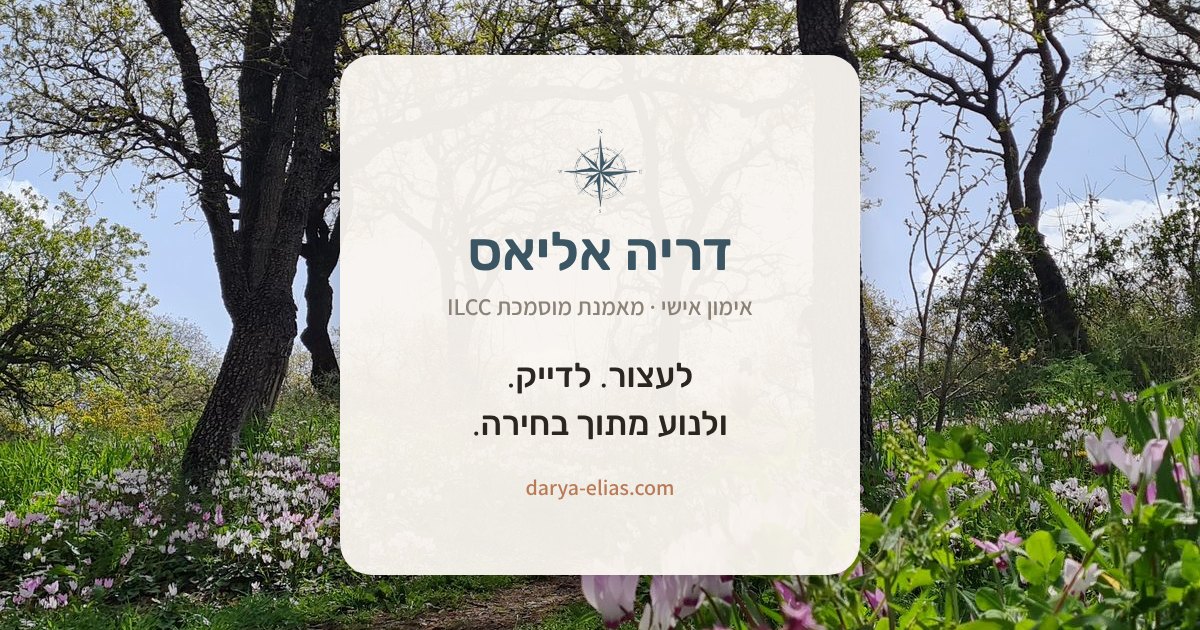 N
W E
S
דריה אליאס
אימון אישי · מאמנת מוסמכת ILCC
לעצור. לדייק.
ולנוע מתוך בחירה.
darya-elias.com